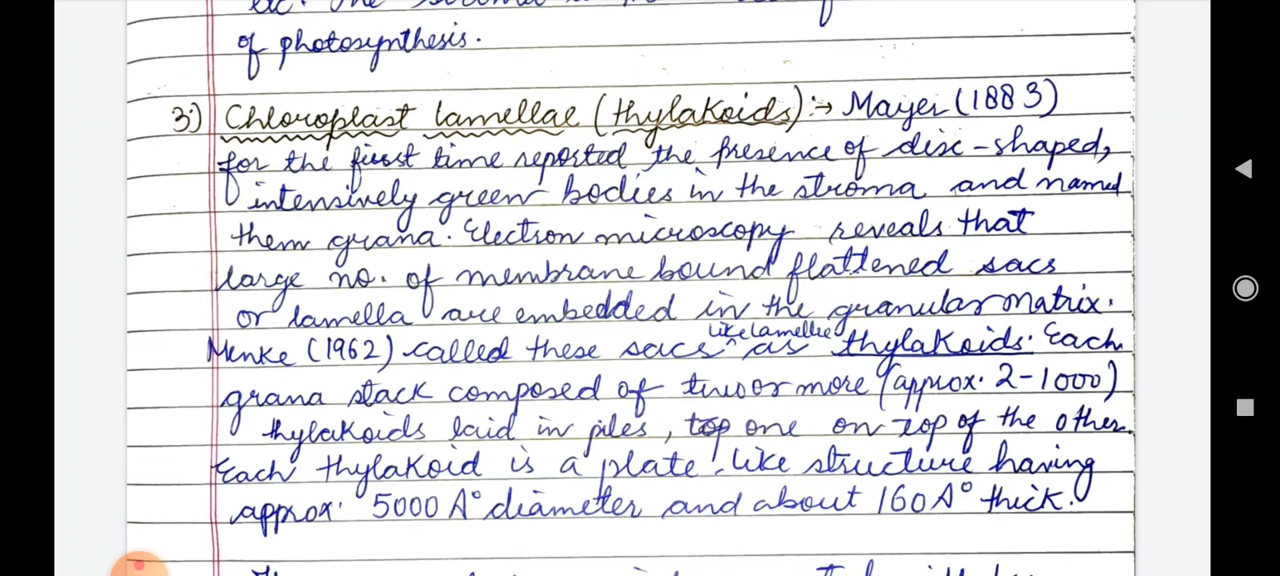 of photosynthesis.
3) Chloroplast lamellae (thylakoids) :→ Mayer (1883)
for the first time reported the presence of disc-shaped,
intensively green bodies in the stroma and named
them grana. Electron microscopy reveals that
large no. of membrane bound flattened sacs
or lamella are embedded in the granular matrix.
like lamellae
Menke (1962) called these sacs ^ as thylakoids. Each
grana stack composed of two or more (approx. 2-1000)
thylakoids laid in piles, top one on top of the other.
Each thylakoid is a plate like structure having
approx. 5000 A° diameter and about 160 A° thick.